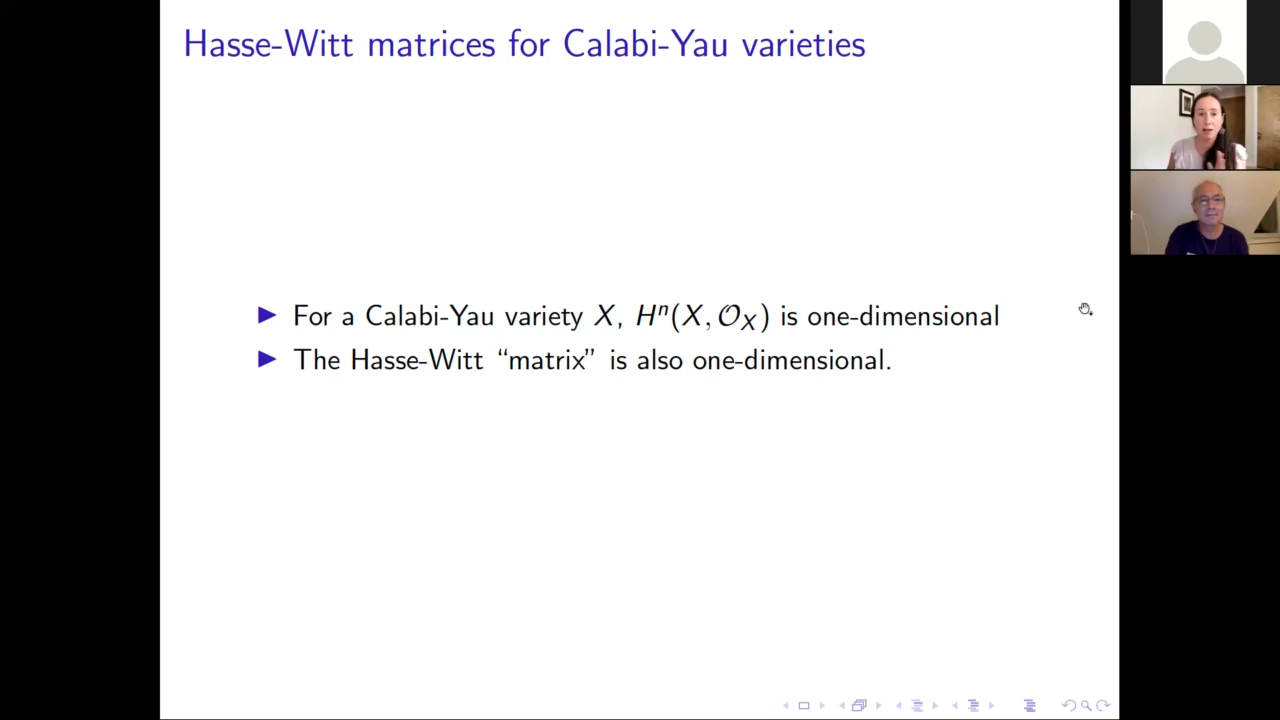 Hasse-Witt matrices for Calabi-Yau varieties
▶ For a Calabi-Yau variety X, Hⁿ(X, 𝒪_X) is one-dimensional
▶ The Hasse-Witt “matrix” is also one-dimensional.